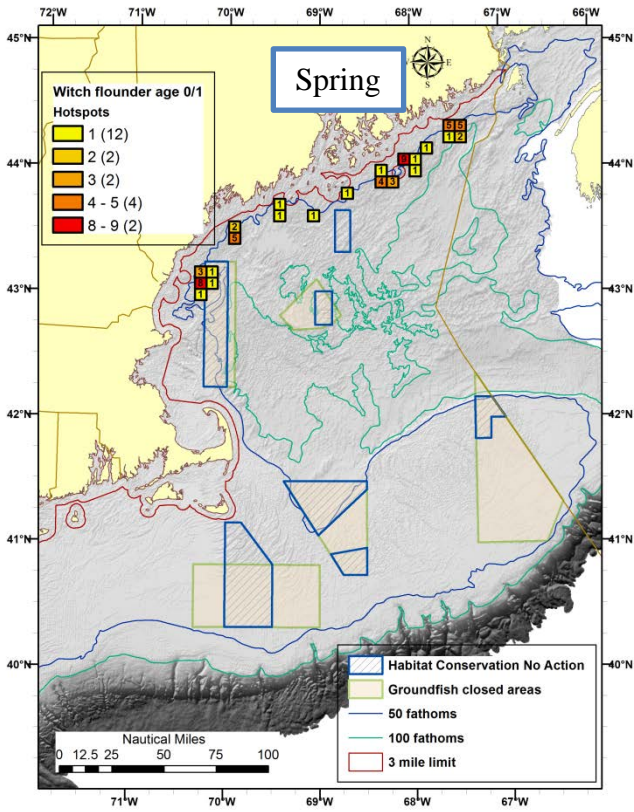 72°W 71°W 70°W 69°W 68°W 67°W 66°W
45°N 45°N
Spring
N
W E
S
Witch flounder age 0/1
Hotspots
1 (12)
2 (2)
3 (2)
4 - 5 (4)
8 - 9 (2)
5 5
1 2
1
9 1
1 1
4 3
1
1
1 1
2
5
3 1
8 1
1
44°N 44°N
43°N 43°N
42°N 42°N
41°N 41°N
40°N 40°N
Habitat Conservation No Action
Groundfish closed areas
50 fathoms
100 fathoms
3 mile limit
Nautical Miles
0 12.5 25 50 75 100
71°W 70°W 69°W 68°W 67°W